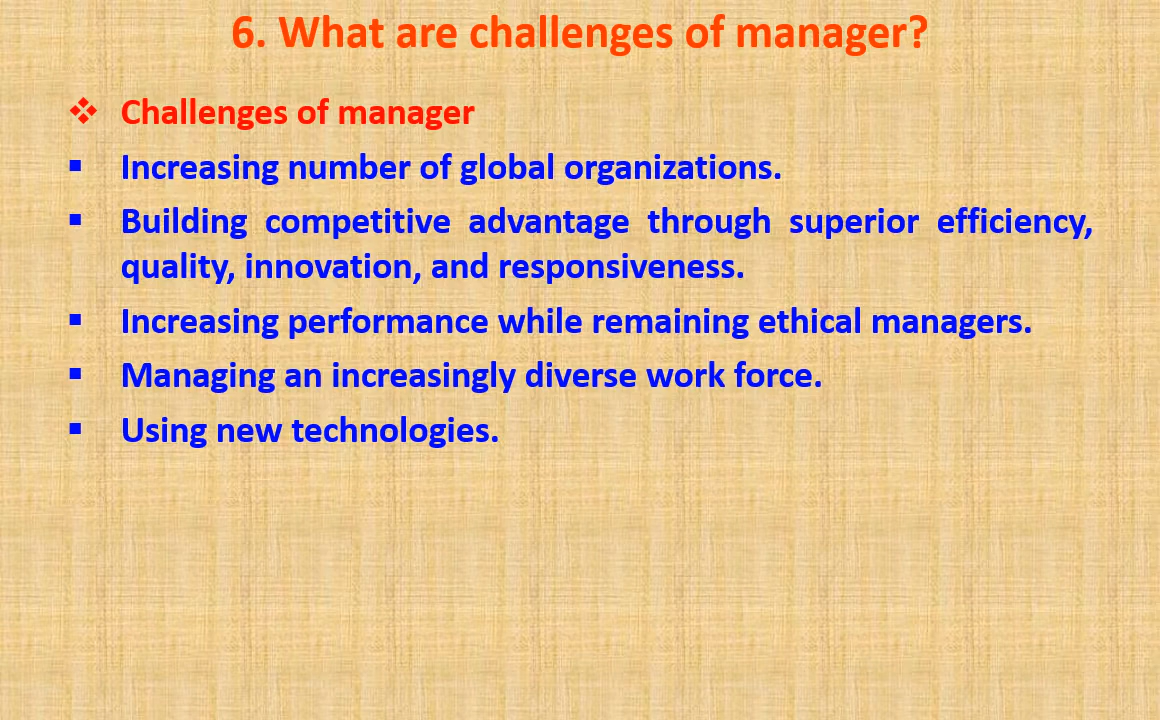 6. What are challenges of manager?
❖ Challenges of manager
▪ Increasing number of global organizations.
▪ Building competitive advantage through superior efficiency,
quality, innovation, and responsiveness.
▪ Increasing performance while remaining ethical managers.
▪ Managing an increasingly diverse work force.
▪ Using new technologies.